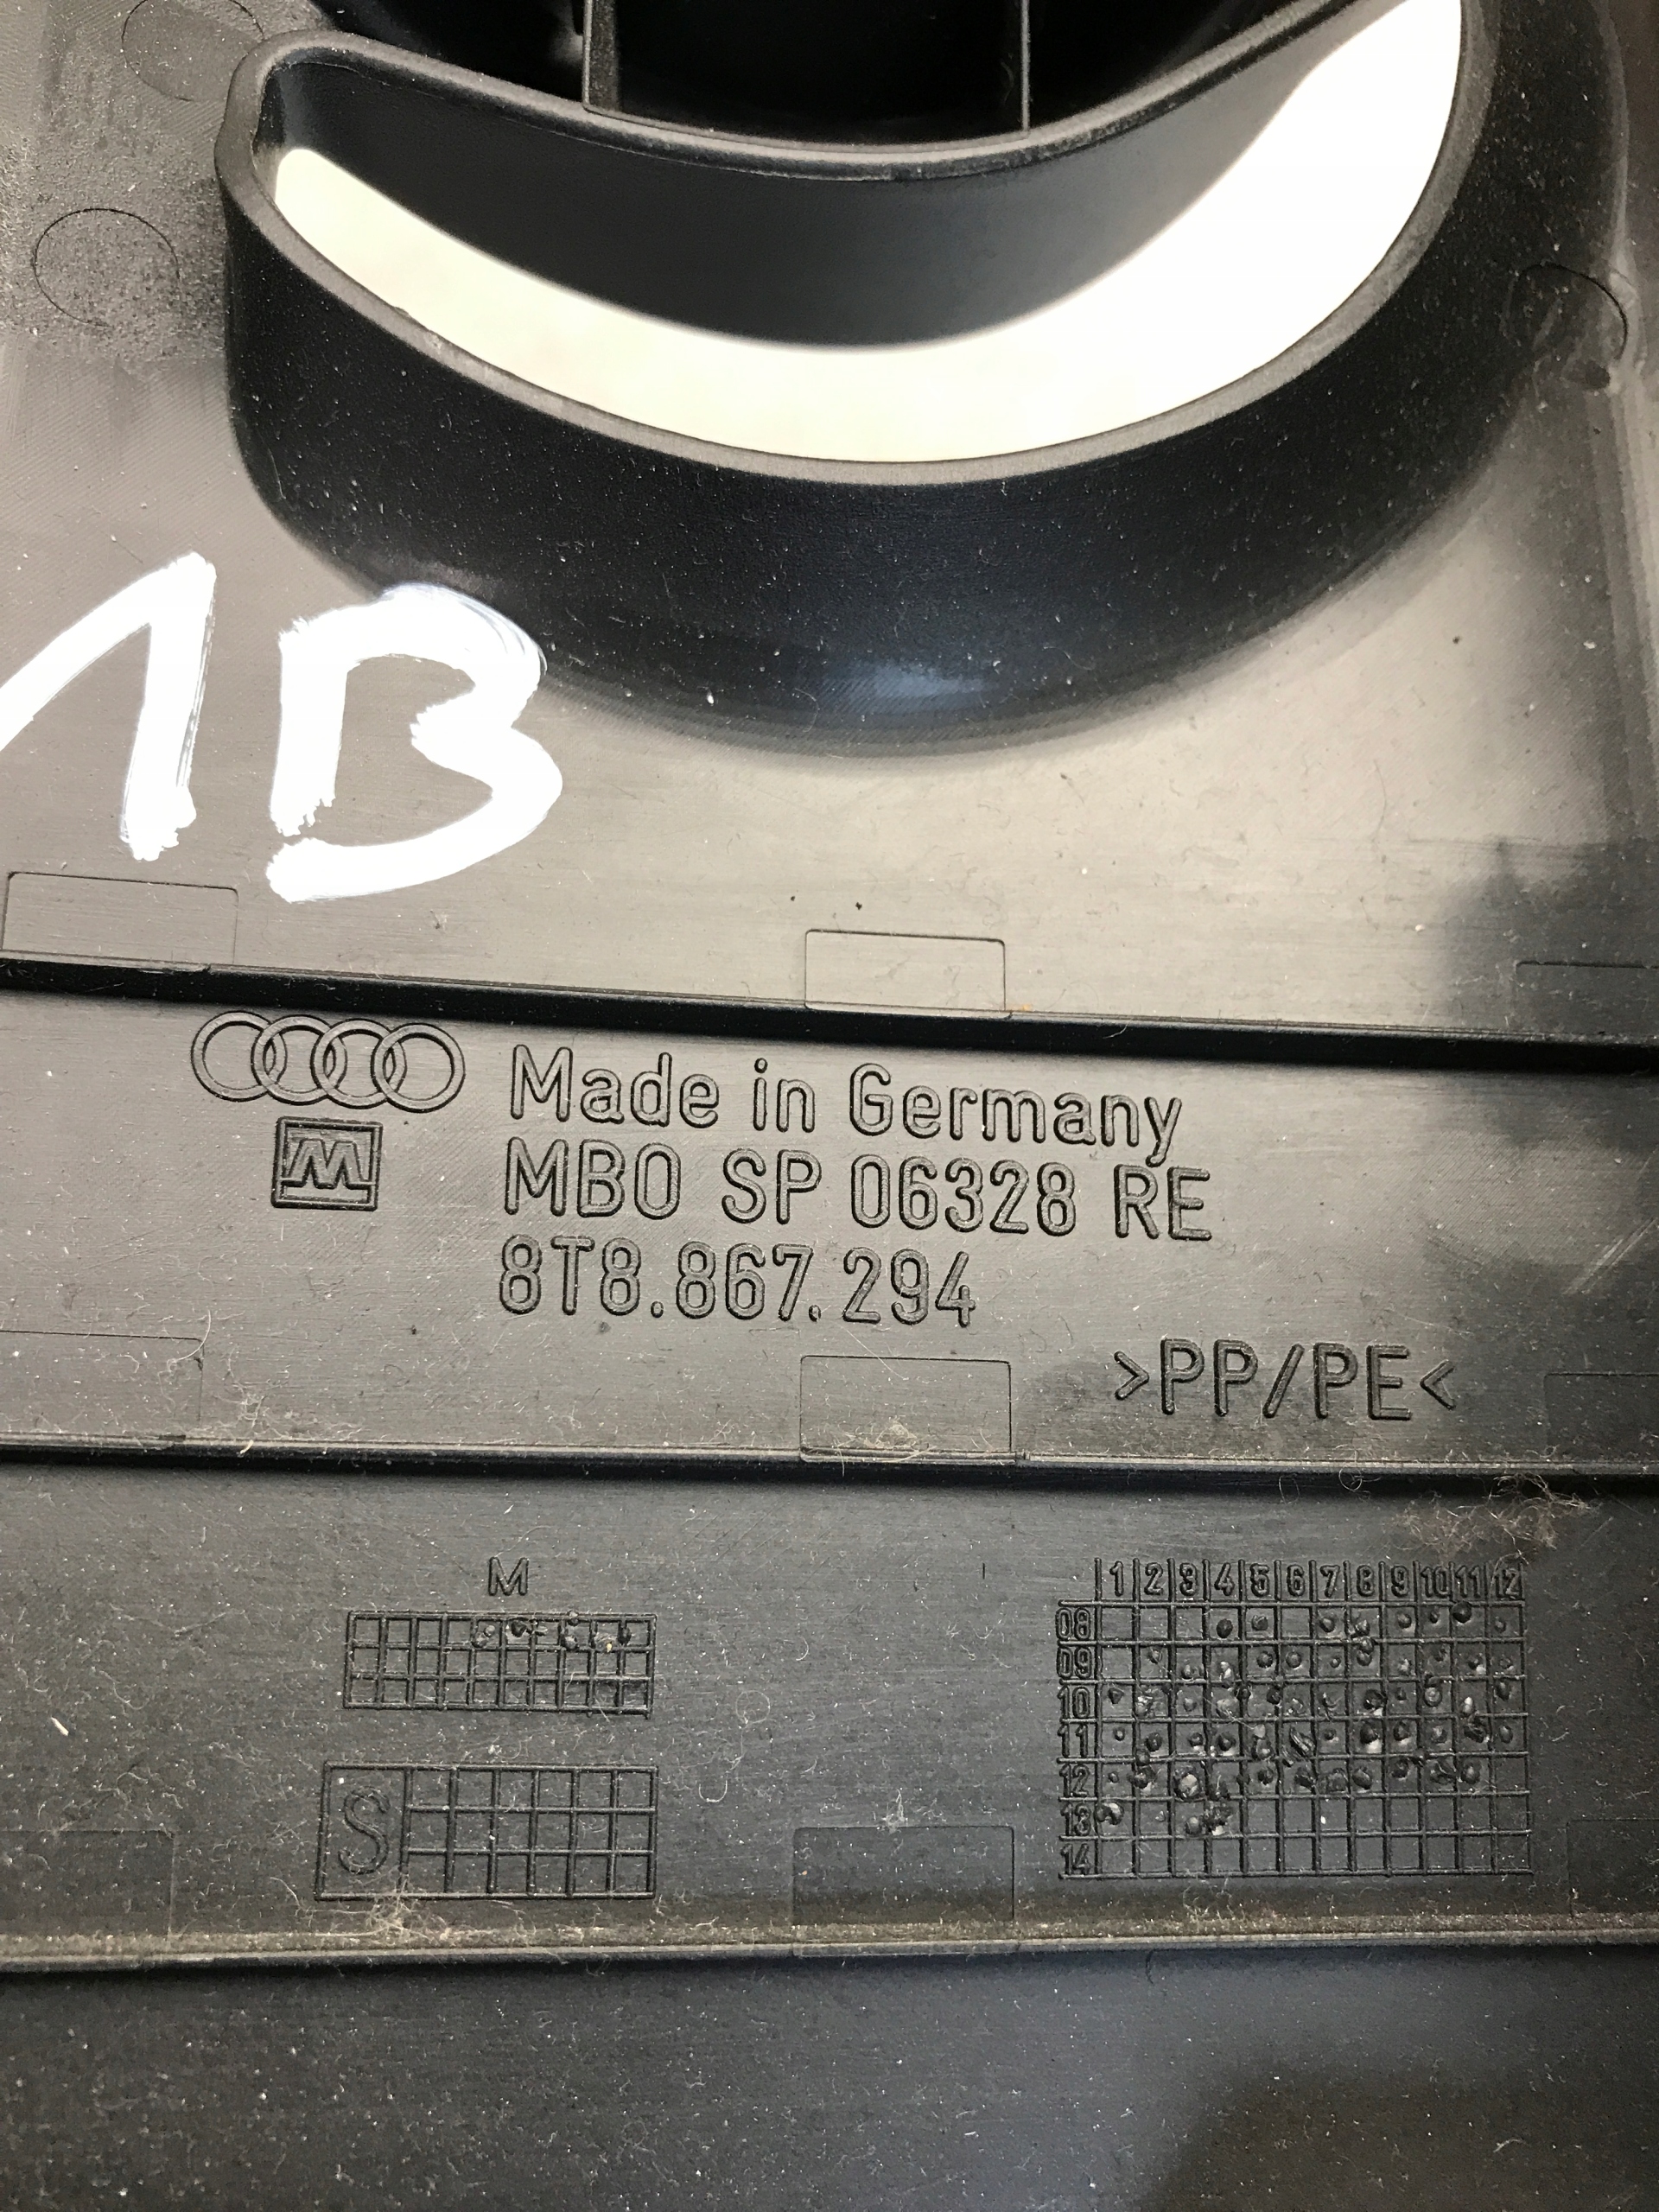 1B
Made in Germany
M
MBO SP 06328 RE
8T8.867.294
>PP/PE<
M
1 2 3 4 5 6 7 8 9 10 11 12
08
09
10
11
12
13
14
S